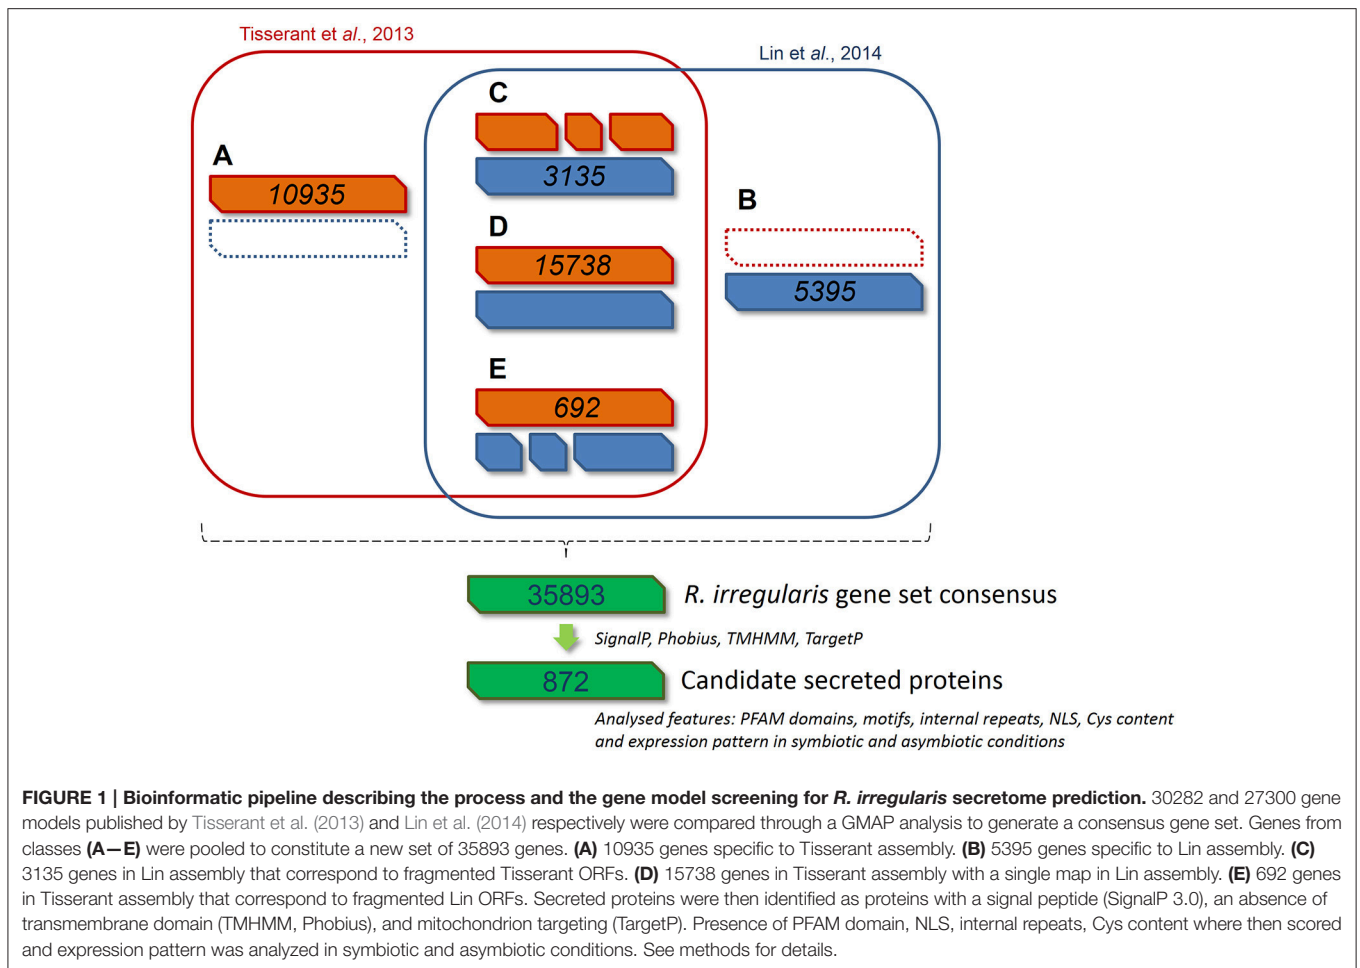 Tisserant et al., 2013
Lin et al., 2014
C
A
10935
3135
B
D
15738
5395
E
692
35893
R. irregularis gene set consensus
SignalP, Phobius, TMHMM, TargetP
872
Candidate secreted proteins
Analysed features: PFAM domains, motifs, internal repeats, NLS, Cys content
and expression pattern in symbiotic and asymbiotic conditions
FIGURE 1 | Bioinformatic pipeline describing the process and the gene model screening for R. irregularis secretome prediction. 30282 and 27300 gene
models published by Tisserant et al. (2013) and Lin et al. (2014) respectively were compared through a GMAP analysis to generate a consensus gene set. Genes from
classes (A—E) were pooled to constitute a new set of 35893 genes. (A) 10935 genes specific to Tisserant assembly. (B) 5395 genes specific to Lin assembly. (C)
3135 genes in Lin assembly that correspond to fragmented Tisserant ORFs. (D) 15738 genes in Tisserant assembly with a single map in Lin assembly. (E) 692 genes
in Tisserant assembly that correspond to fragmented Lin ORFs. Secreted proteins were then identified as proteins with a signal peptide (SignalP 3.0), an absence of
transmembrane domain (TMHMM, Phobius), and mitochondrion targeting (TargetP). Presence of PFAM domain, NLS, internal repeats, Cys content where then scored
and expression pattern was analyzed in symbiotic and asymbiotic conditions. See methods for details.